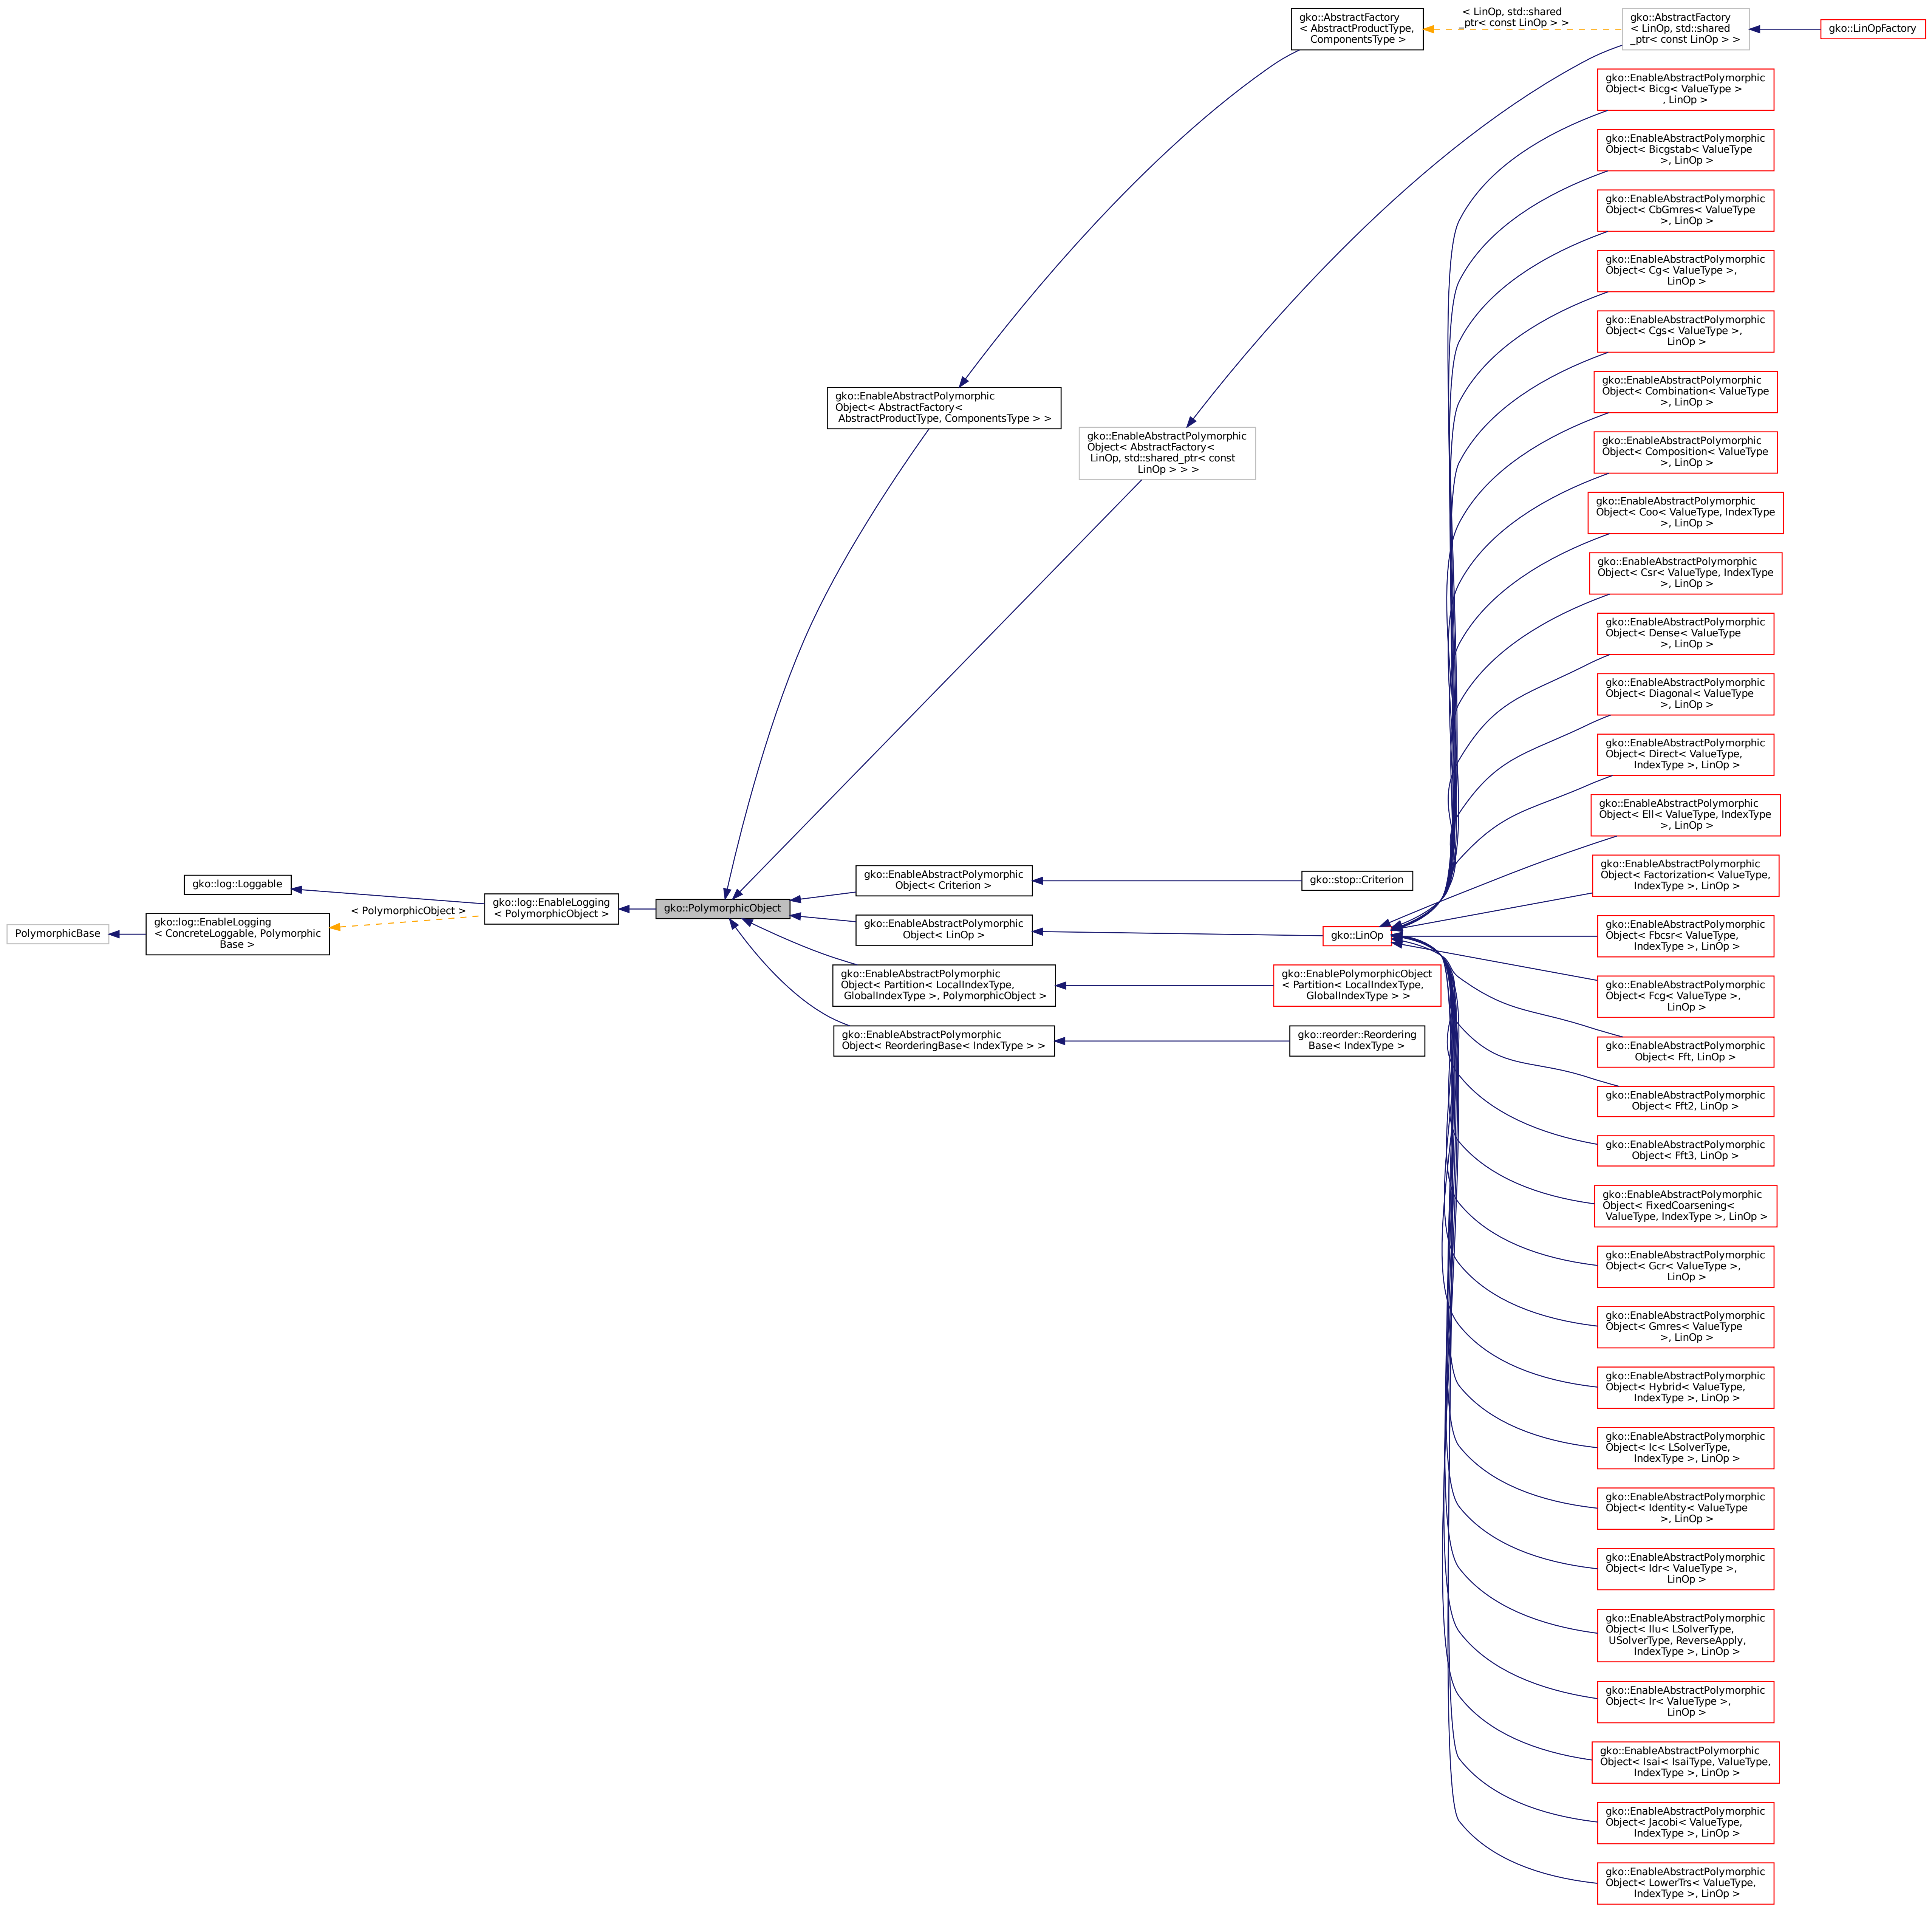 gko::AbstractFactory
< AbstractProductType,
ComponentsType >
< LinOp, std::shared
_ptr< const LinOp > >
gko::AbstractFactory
< LinOp, std::shared
_ptr< const LinOp > >
gko::LinOpFactory
gko::EnableAbstractPolymorphic
Object< Bicg< ValueType >
, LinOp >
gko::EnableAbstractPolymorphic
Object< Bicgstab< ValueType
>, LinOp >
gko::EnableAbstractPolymorphic
Object< CbGmres< ValueType
>, LinOp >
gko::EnableAbstractPolymorphic
Object< Cg< ValueType >,
LinOp >
gko::EnableAbstractPolymorphic
Object< Cgs< ValueType >,
LinOp >
gko::EnableAbstractPolymorphic
Object< Combination< ValueType
>, LinOp >
gko::EnableAbstractPolymorphic
Object< AbstractFactory<
AbstractProductType, ComponentsType > >
gko::EnableAbstractPolymorphic
Object< AbstractFactory<
LinOp, std::shared_ptr< const
LinOp > > >
gko::EnableAbstractPolymorphic
Object< Composition< ValueType
>, LinOp >
gko::EnableAbstractPolymorphic
Object< Coo< ValueType, IndexType
>, LinOp >
gko::EnableAbstractPolymorphic
Object< Csr< ValueType, IndexType
>, LinOp >
gko::EnableAbstractPolymorphic
Object< Dense< ValueType
>, LinOp >
gko::EnableAbstractPolymorphic
Object< Diagonal< ValueType
>, LinOp >
gko::EnableAbstractPolymorphic
Object< Direct< ValueType,
IndexType >, LinOp >
gko::EnableAbstractPolymorphic
Object< Ell< ValueType, IndexType
>, LinOp >
gko::EnableAbstractPolymorphic
Object< Factorization< ValueType,
IndexType >, LinOp >
gko::log::Loggable
PolymorphicBase
gko::log::EnableLogging
< ConcreteLoggable, Polymorphic
Base >
< PolymorphicObject >
gko::log::EnableLogging
< PolymorphicObject >
gko::PolymorphicObject
gko::EnableAbstractPolymorphic
Object< Criterion >
gko::stop::Criterion
gko::EnableAbstractPolymorphic
Object< LinOp >
gko::LinOp
gko::EnableAbstractPolymorphic
Object< Partition< LocalIndexType,
GlobalIndexType >, PolymorphicObject >
gko::EnablePolymorphicObject
< Partition< LocalIndexType,
GlobalIndexType > >
gko::EnableAbstractPolymorphic
Object< ReorderingBase< IndexType > >
gko::reorder::Reordering
Base< IndexType >
gko::EnableAbstractPolymorphic
Object< Fbcsr< ValueType,
IndexType >, LinOp >
gko::EnableAbstractPolymorphic
Object< Fcg< ValueType >,
LinOp >
gko::EnableAbstractPolymorphic
Object< Fft, LinOp >
gko::EnableAbstractPolymorphic
Object< Fft2, LinOp >
gko::EnableAbstractPolymorphic
Object< Fft3, LinOp >
gko::EnableAbstractPolymorphic
Object< FixedCoarsening<
ValueType, IndexType >, LinOp >
gko::EnableAbstractPolymorphic
Object< Gcr< ValueType >,
LinOp >
gko::EnableAbstractPolymorphic
Object< Gmres< ValueType
>, LinOp >
gko::EnableAbstractPolymorphic
Object< Hybrid< ValueType,
IndexType >, LinOp >
gko::EnableAbstractPolymorphic
Object< Ic< LSolverType,
IndexType >, LinOp >
gko::EnableAbstractPolymorphic
Object< Identity< ValueType
>, LinOp >
gko::EnableAbstractPolymorphic
Object< Idr< ValueType >,
LinOp >
gko::EnableAbstractPolymorphic
Object< Ilu< LSolverType,
USolverType, ReverseApply,
IndexType >, LinOp >
gko::EnableAbstractPolymorphic
Object< Ir< ValueType >,
LinOp >
gko::EnableAbstractPolymorphic
Object< Isai< IsaiType, ValueType,
IndexType >, LinOp >
gko::EnableAbstractPolymorphic
Object< Jacobi< ValueType,
IndexType >, LinOp >
gko::EnableAbstractPolymorphic
Object< LowerTrs< ValueType,
IndexType >, LinOp >